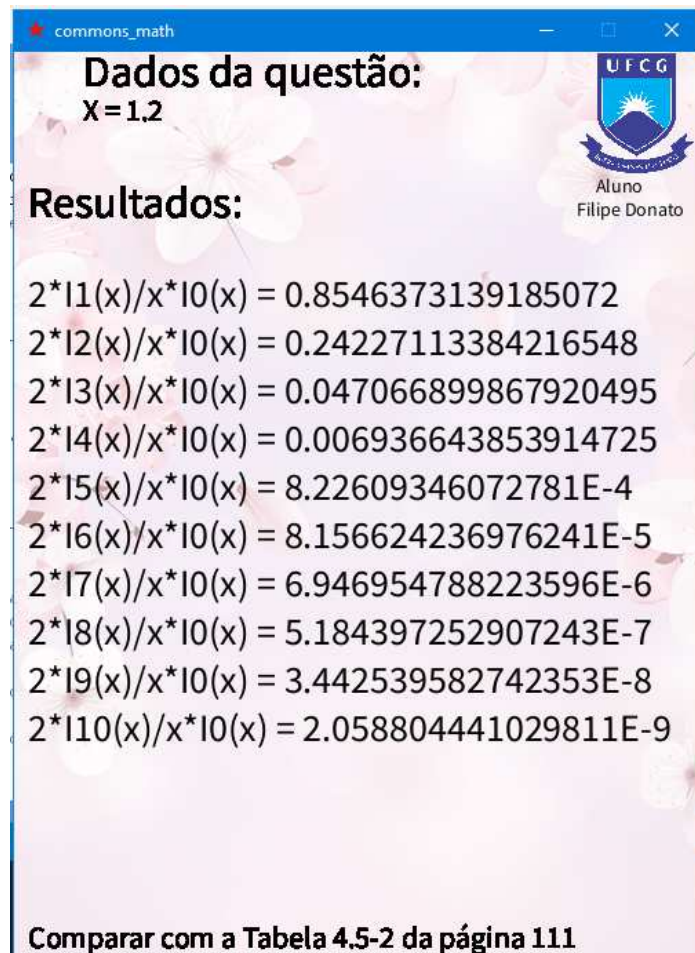 commons_math
Dados da questão:
X = 1,2
UFCG
Aluno
Filipe Donato
Resultados:
2*I1(x)/x*I0(x) = 0.8546373139185072
2*I2(x)/x*I0(x) = 0.24227113384216548
2*I3(x)/x*I0(x) = 0.047066899867920495
2*I4(x)/x*I0(x) = 0.006936643853914725
2*I5(x)/x*I0(x) = 8.22609346072781E-4
2*I6(x)/x*I0(x) = 8.156624236976241E-5
2*I7(x)/x*I0(x) = 6.946954788223596E-6
2*I8(x)/x*I0(x) = 5.184397252907243E-7
2*I9(x)/x*I0(x) = 3.442539582742353E-8
2*I10(x)/x*I0(x) = 2.0588044441029811E-9
Comparar com a Tabela 4.5-2 da página 111